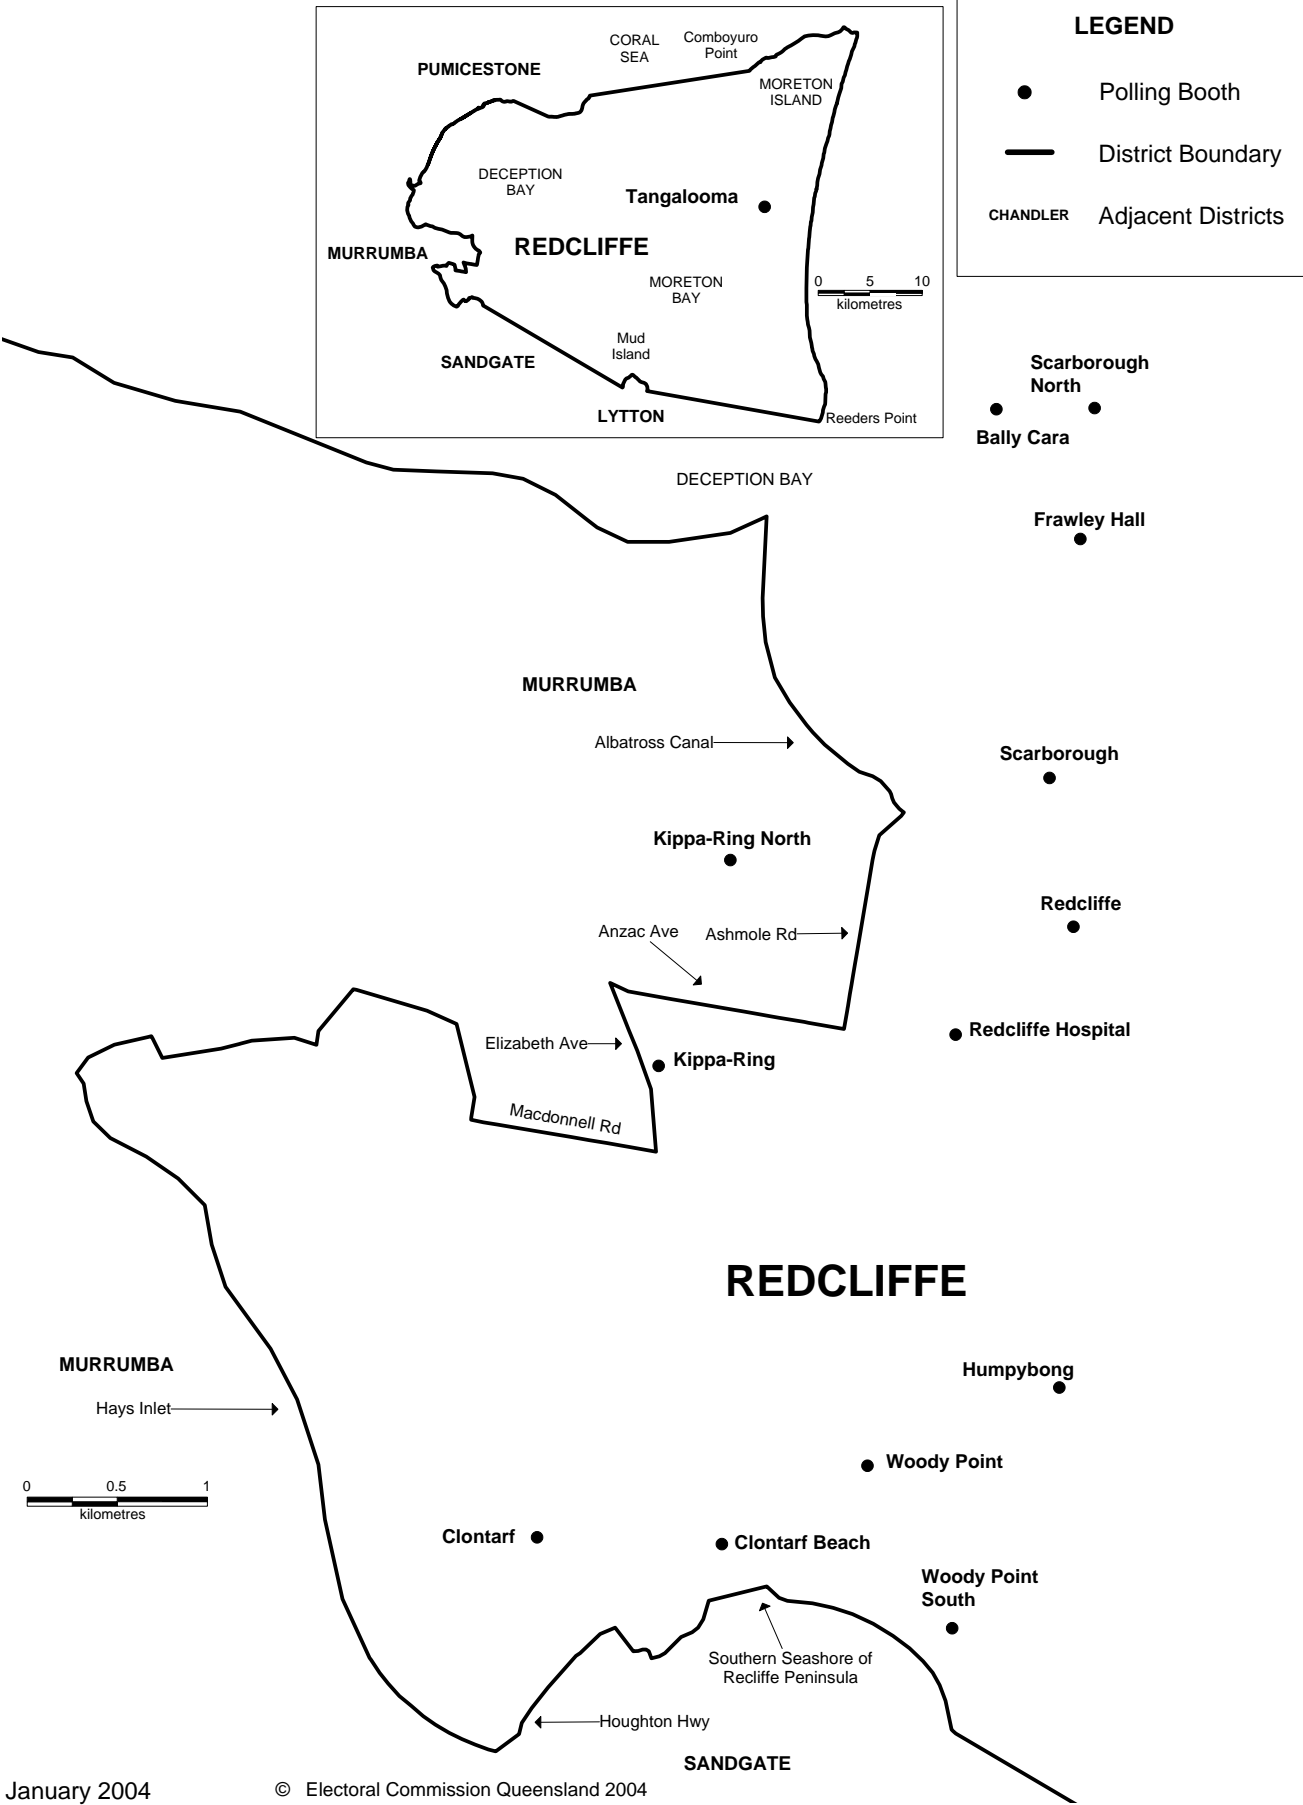 LEGEND
Polling Booth
District Boundary
CHANDLER Adjacent Districts
CORAL
SEA
Comboyuro
Point
PUMICESTONE
MORETON
ISLAND
DECEPTION
BAY
Tangalooma
REDCLIFFE
MURRUMBA
MORETON
BAY
0 5 10
kilometres
Mud
Island
SANDGATE
LYTTON
Reeders Point
Scarborough
North
Bally Cara
DECEPTION BAY
Frawley Hall
MURRUMBA
Albatross Canal
Scarborough
Kippa-Ring North
Redcliffe
Anzac Ave
Ashmole Rd
Redcliffe Hospital
Elizabeth Ave
Kippa-Ring
Macdonnell Rd
REDCLIFFE
MURRUMBA
Humpybong
Hays Inlet
Woody Point
0 0.5 1
kilometres
Clontarf
Clontarf Beach
Woody Point
South
Southern Seashore of
Recliffe Peninsula
Houghton Hwy
SANDGATE
January 2004
© Electoral Commission Queensland 2004